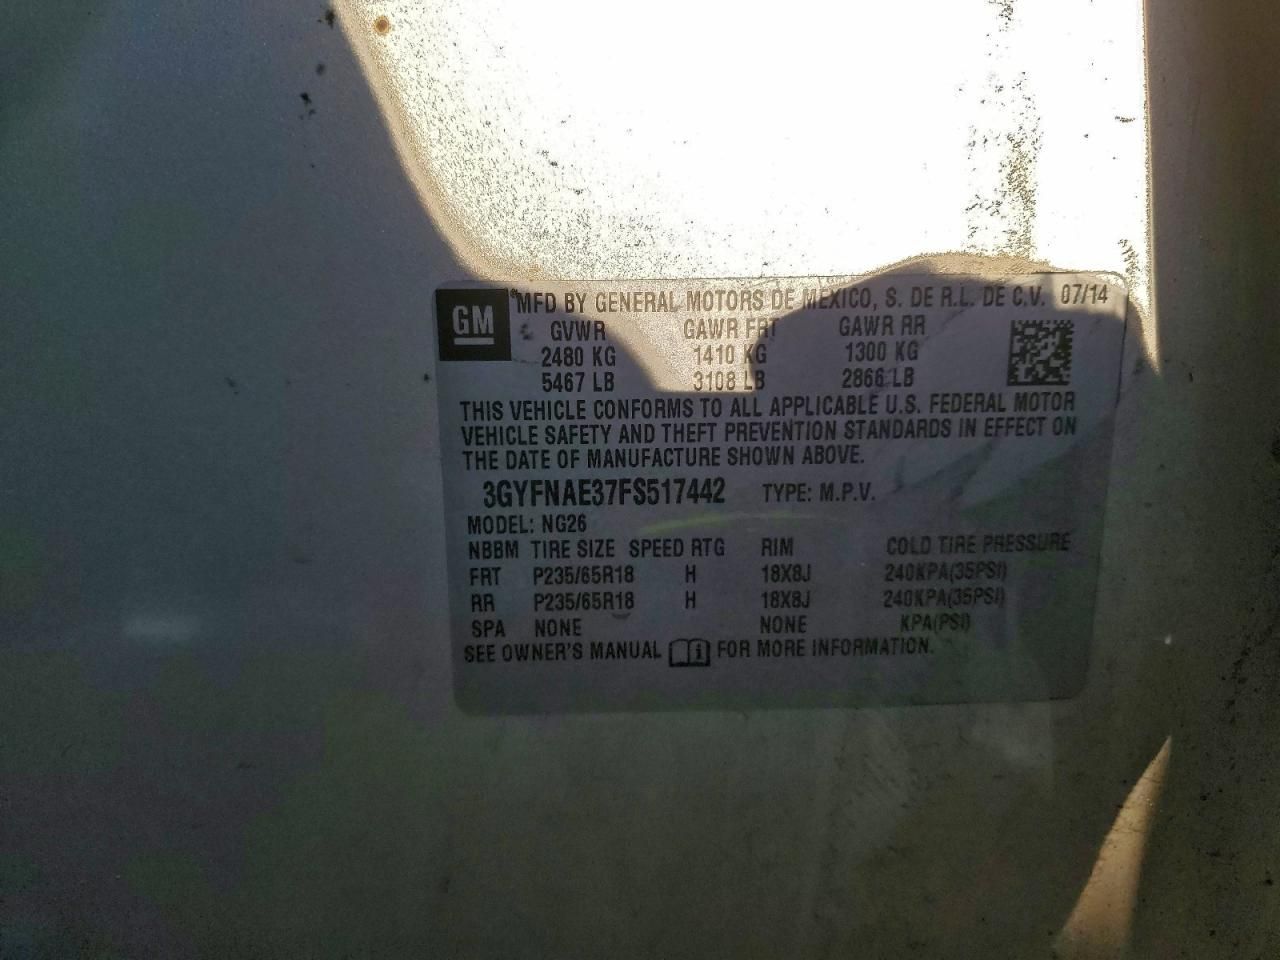 GM MFD BY GENERAL MOTORS DE MEXICO, S. DE R.L. DE C.V. 07/14
GVWR GAWR FRT GAWR RR
2480 KG 1410 KG 1300 KG
5467 LB 3108 LB 2866 LB
THIS VEHICLE CONFORMS TO ALL APPLICABLE U.S. FEDERAL MOTOR
VEHICLE SAFETY AND THEFT PREVENTION STANDARDS IN EFFECT ON
THE DATE OF MANUFACTURE SHOWN ABOVE.
3GYFNAE37FS517442 TYPE: M.P.V.
MODEL: NG26
NBBM TIRE SIZE SPEED RTG RIM COLD TIRE PRESSURE
FRT P235/65R18 H 18X8J 240KPA(35PSI)
RR P235/65R18 H 18X8J 240KPA(35PSI)
SPA NONE NONE KPA(PSI)
SEE OWNER'S MANUAL FOR MORE INFORMATION.